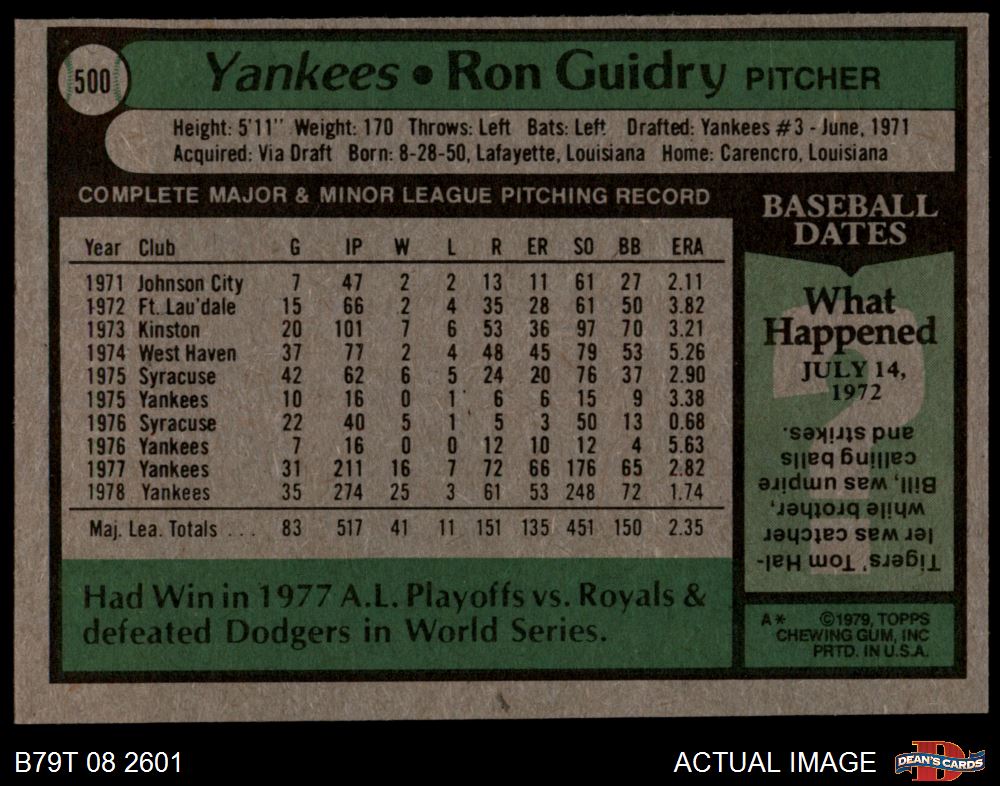 500
Yankees • Ron Guidry PITCHER
Height: 5'11" Weight: 170 Throws: Left Bats: Left Drafted: Yankees #3 - June, 1971
Acquired: Via Draft Born: 8-28-50, Lafayette, Louisiana Home: Carencro, Louisiana
COMPLETE MAJOR & MINOR LEAGUE PITCHING RECORD
Year Club G IP W L R ER SO BB ERA
1971 Johnson City 7 47 2 2 13 11 61 27 2.11
1972 Ft. Lau'dale 15 66 2 4 35 28 61 50 3.82
1973 Kinston 20 101 7 6 53 36 97 70 3.21
1974 West Haven 37 77 2 4 48 45 79 53 5.26
1975 Syracuse 42 62 6 5 24 20 76 37 2.90
1975 Yankees 10 16 0 1 6 6 15 9 3.38
1976 Syracuse 22 40 5 1 5 3 50 13 0.68
1976 Yankees 7 16 0 0 12 10 12 4 5.63
1977 Yankees 31 211 16 7 72 66 176 65 2.82
1978 Yankees 35 274 25 3 61 53 248 72 1.74
Maj. Lea. Totals . . . 83 517 41 11 151 135 451 150 2.35
Had Win in 1977 A.L. Playoffs vs. Royals &
defeated Dodgers in World Series.
BASEBALL
DATES
What
Happened
JULY 14,
1972
Tigers' Tom Hal-
ler was catcher
while brother,
Bill, was umpire
calling balls
and strikes.
A* ©1979, TOPPS
CHEWING GUM, INC
PRTD. IN U.S.A.
B79T 08 2601
ACTUAL IMAGE
D
DEAN'S CARDS